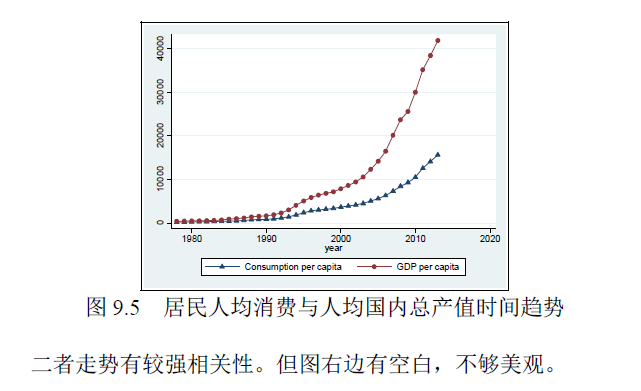 40000
30000
20000
10000
0
1980 1990 2000 2010 2020
year
Consumption per capita GDP per capita
图 9.5 居民人均消费与人均国内总产值时间趋势
二者走势有较强相关性。但图右边有空白，不够美观。